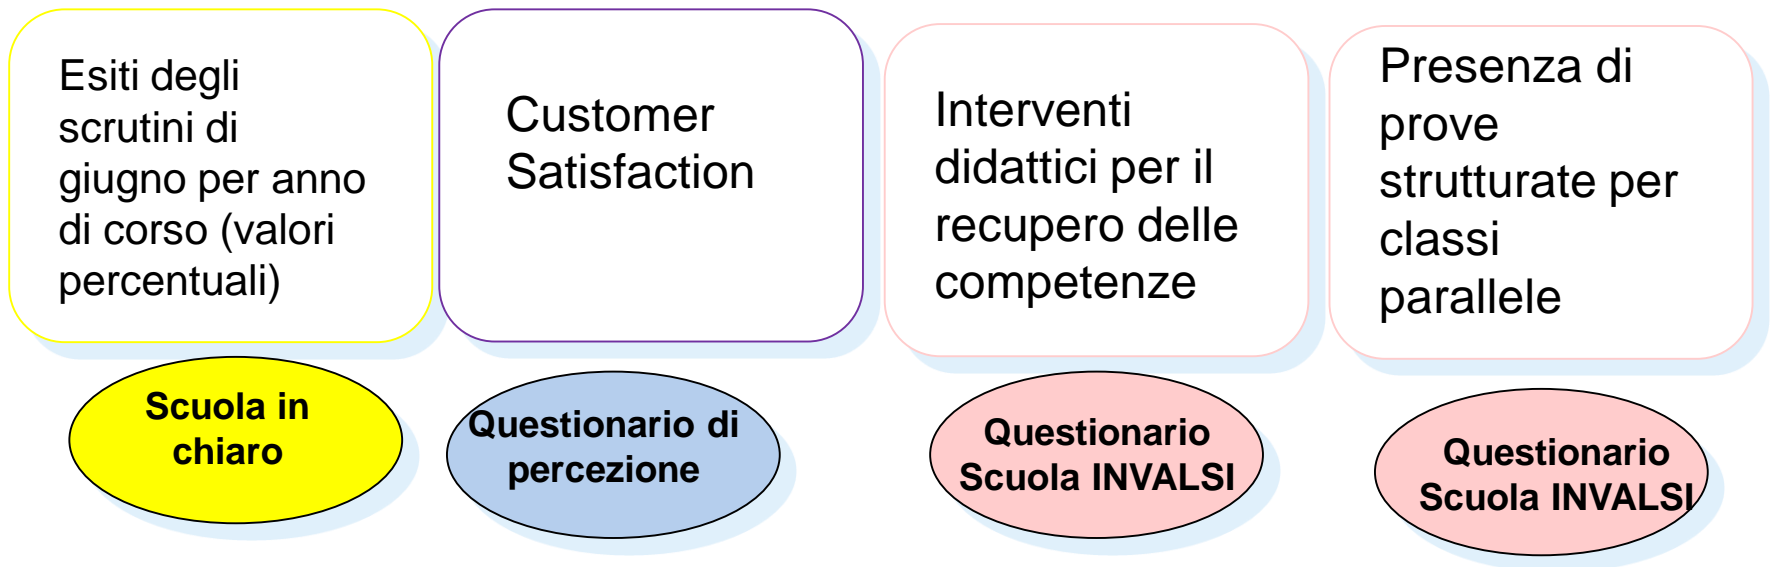 Esiti degli
scrutini di
giugno per anno
di corso (valori
percentuali)
Customer
Satisfaction
Interventi
didattici per il
recupero delle
competenze
Presenza di
prove
strutturate per
classi
parallele
Scuola in
chiaro
Questionario di
percezione
Questionario
Scuola INVALSI
Questionario
Scuola INVALSI